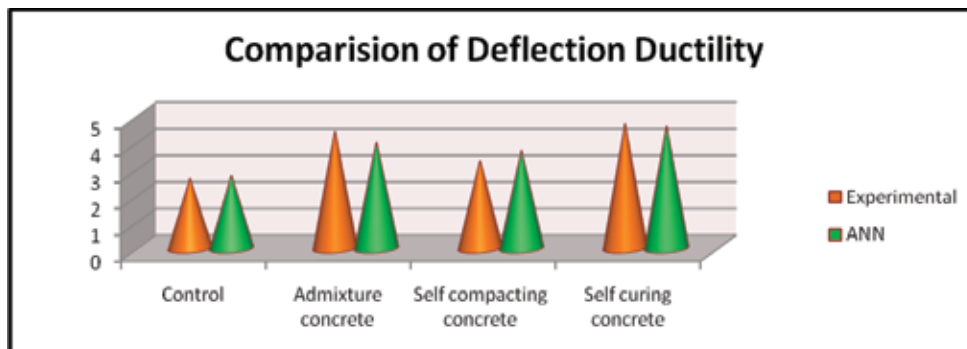 Comparision of Deflection Ductility
5
4
3
2
1
0
Control
Admixture
concrete
Self compacting
concrete
Self curing
concrete
Experimental
ANN